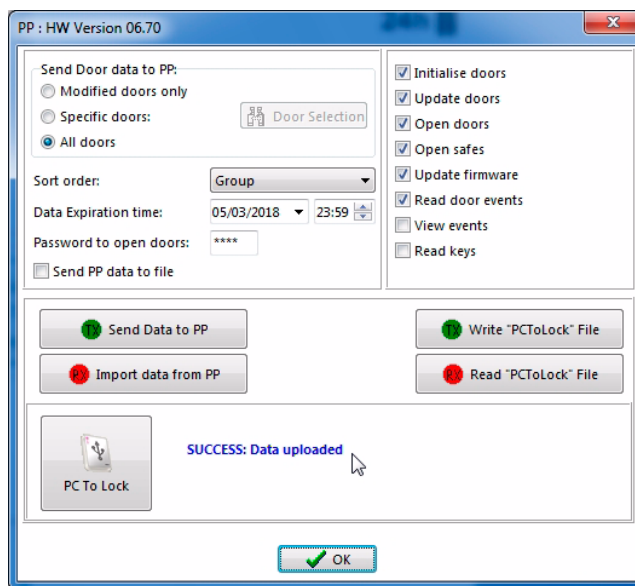 24h
PP : HW Version 06.70
Send Door data to PP:
Modified doors only
Specific doors:
Door Selection
All doors
Sort order:
Group
Data Expiration time:
05/03/2018
23:59
Password to open doors:
****
Send PP data to file
Initialise doors
Update doors
Open doors
Open safes
Update firmware
Read door events
View events
Read keys
TX Send Data to PP
TX Write "PCToLock" File
RX Import data from PP
RX Read "PCToLock" File
PC To Lock
SUCCESS: Data uploaded
OK